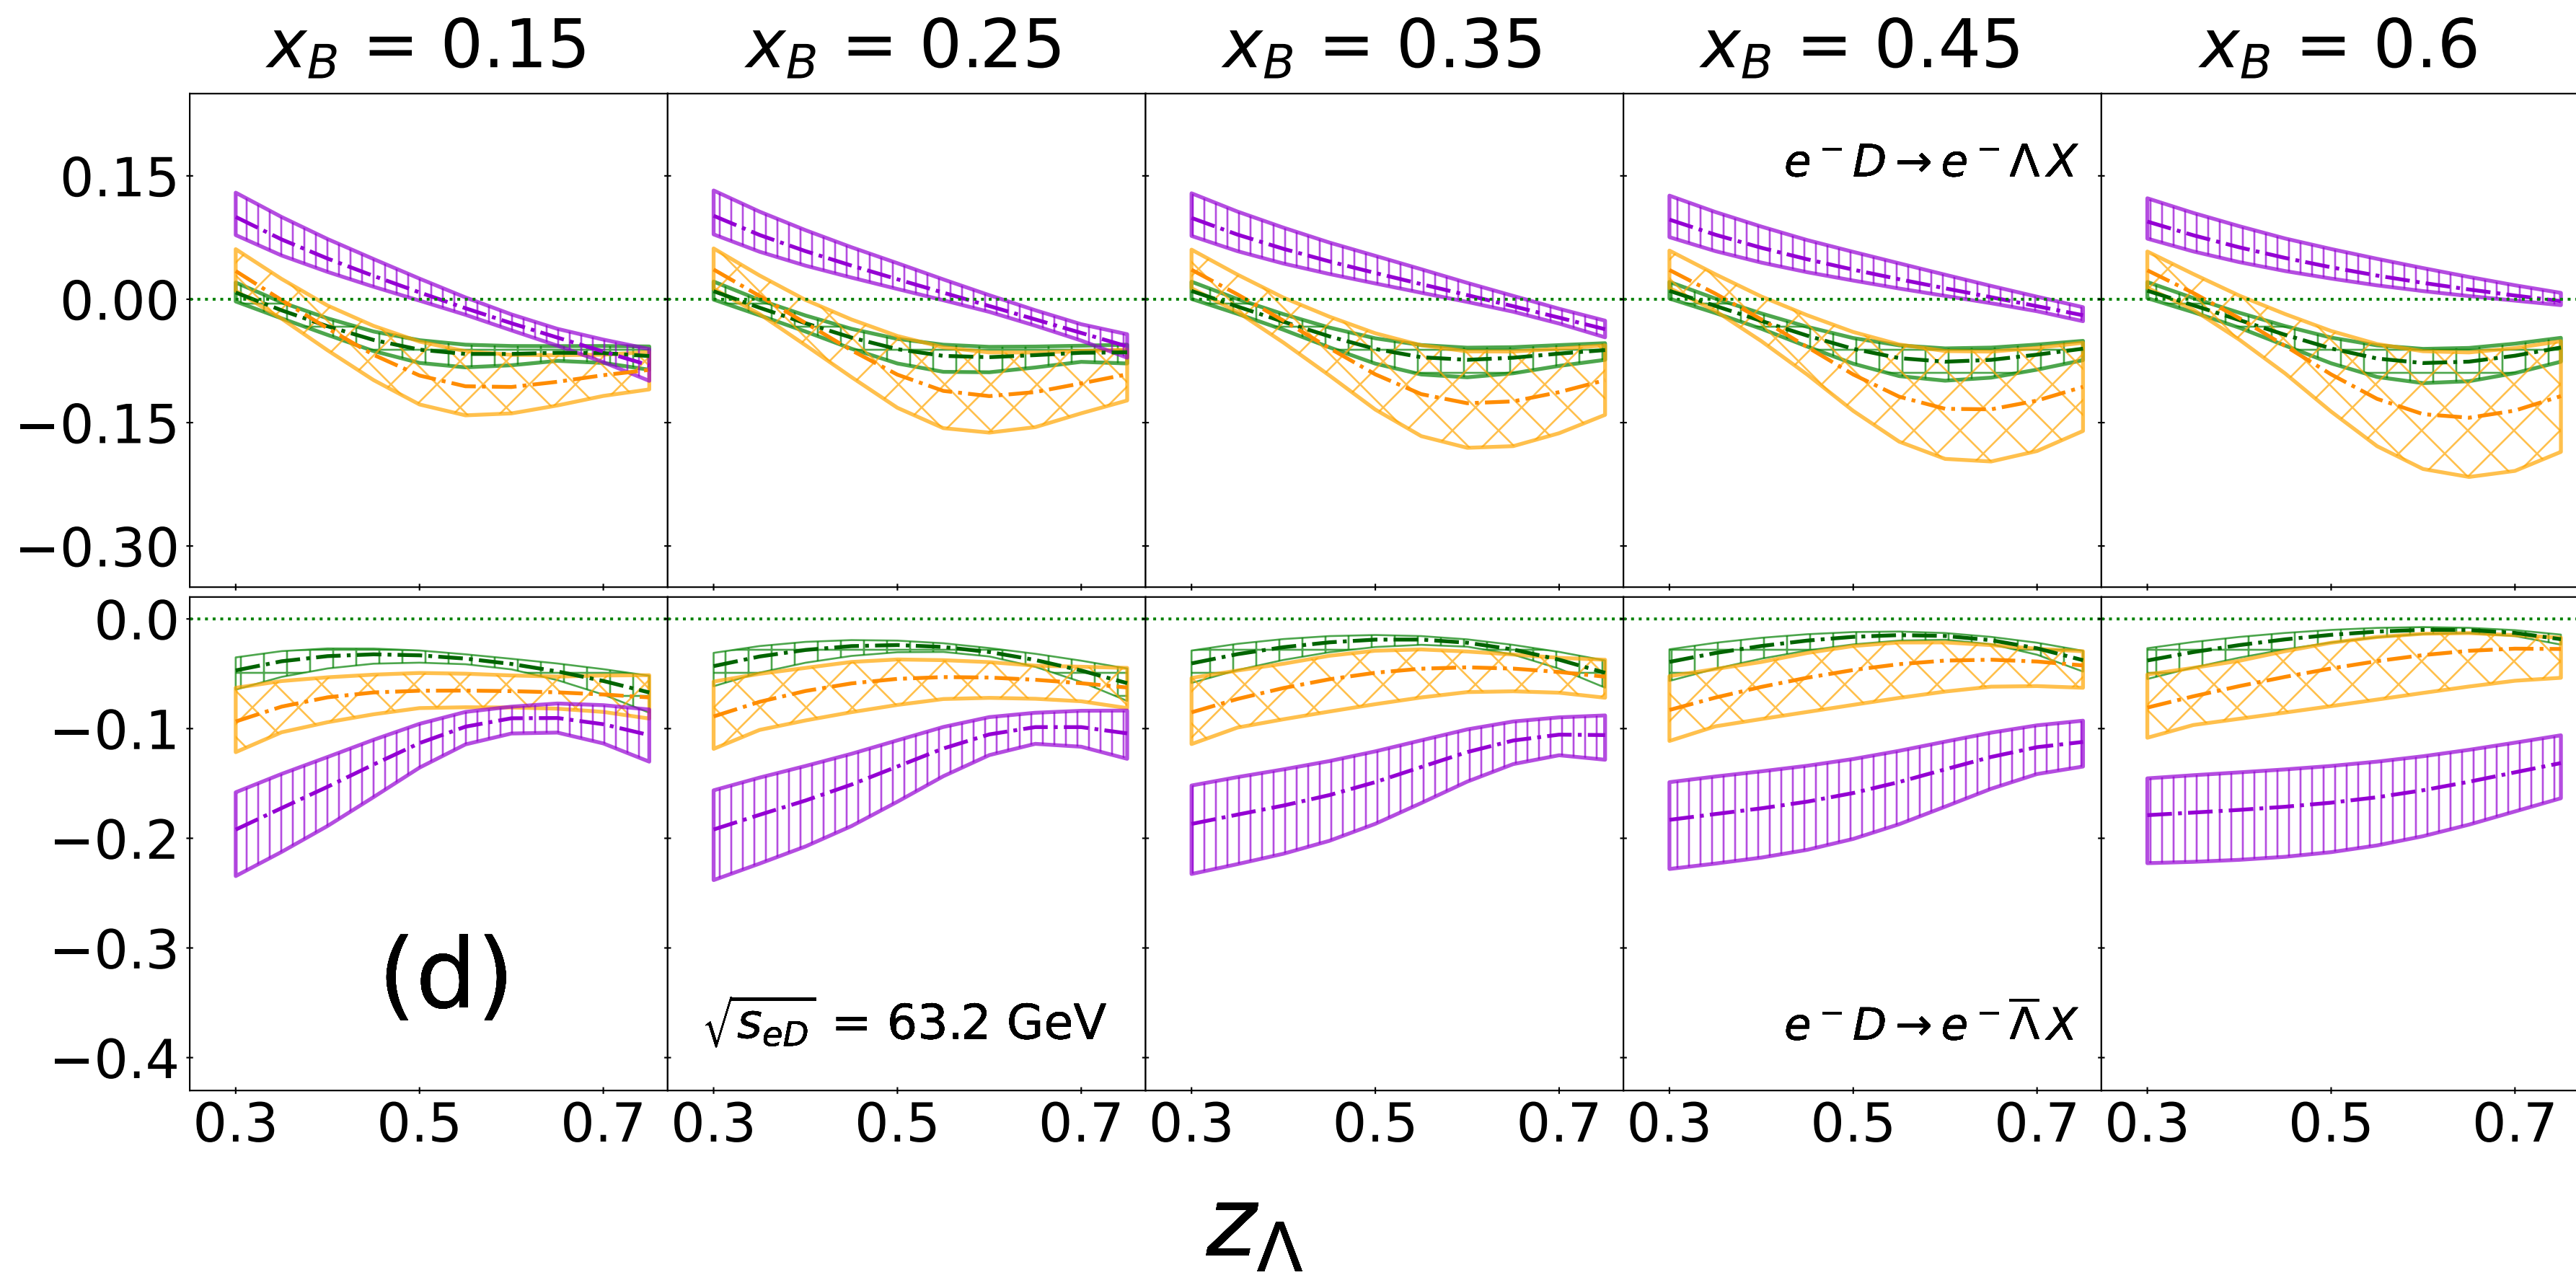 x_B = 0.15 x_B = 0.25 x_B = 0.35 x_B = 0.45 x_B = 0.6
0.15
e⁻D → e⁻ΛX
0.00
−0.15
−0.30
0.0
−0.1
−0.2
−0.3
(d)
√s_eD = 63.2 GeV
e⁻D → e⁻Λ̅X
−0.4
0.3 0.5 0.7 0.3 0.5 0.7 0.3 0.5 0.7 0.3 0.5 0.7 0.3 0.5 0.7
z_Λ